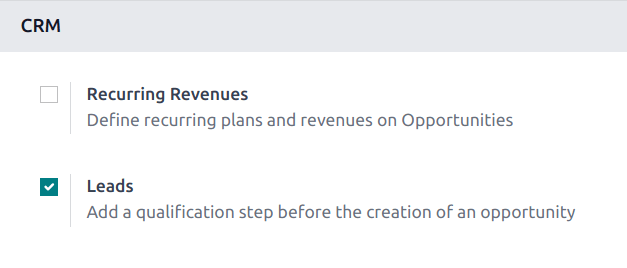 CRM
Recurring Revenues
Define recurring plans and revenues on Opportunities
Leads
Add a qualification step before the creation of an opportunity